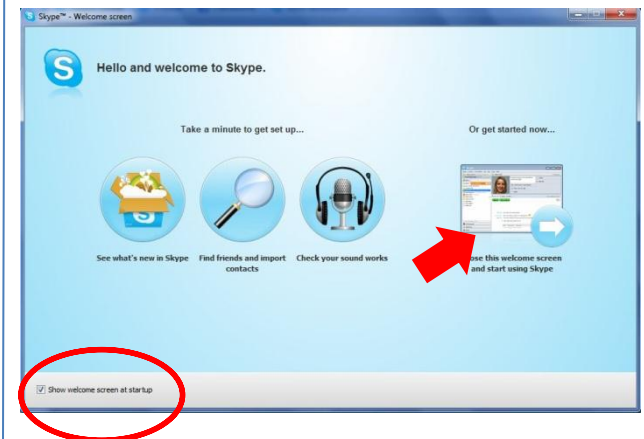 Skype™ - Welcome screen
Hello and welcome to Skype.
Take a minute to get set up...
Or get started now...
See what's new in Skype
Find friends and import
contacts
Check your sound works
ose this welcome screen
and start using Skype
Show welcome screen at startup